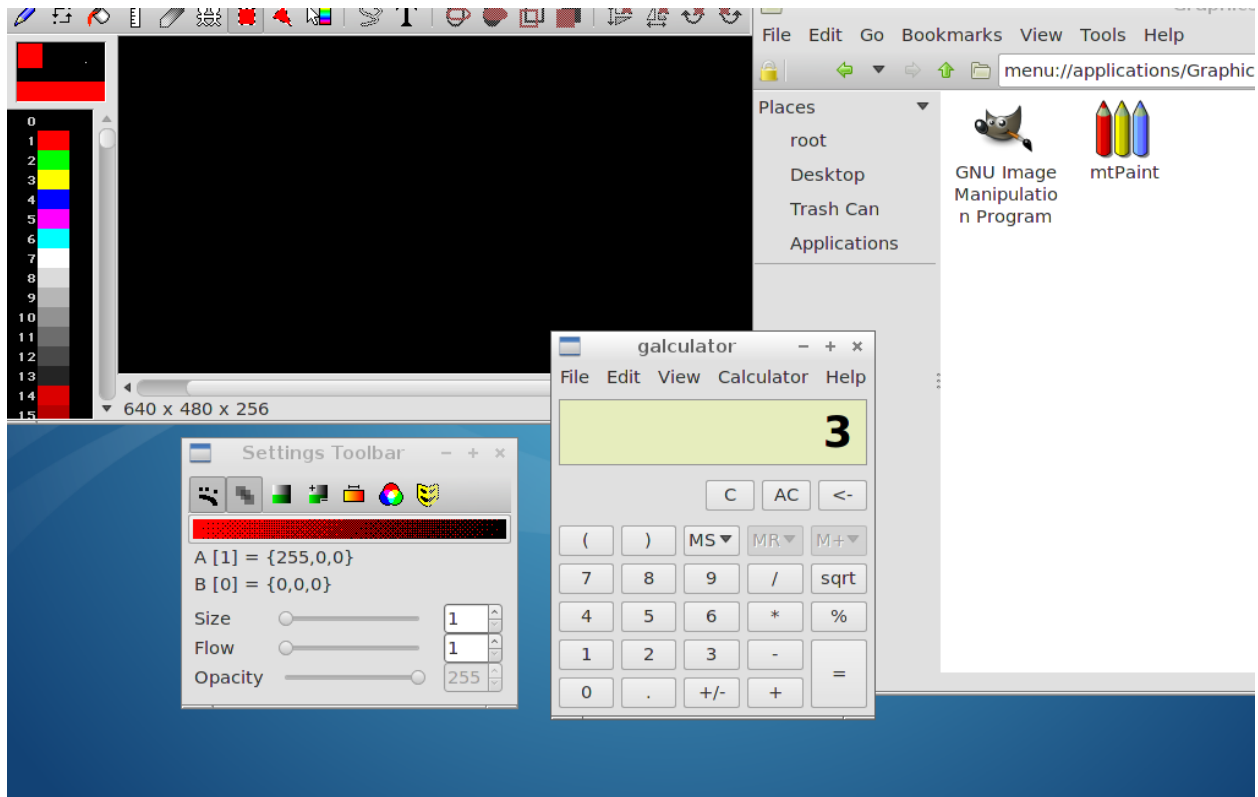 File Edit Go Bookmarks View Tools Help
menu://applications/Graphic
Places
root
Desktop
Trash Can
Applications
GNU Image
Manipulatio
n Program
mtPaint
0
1
2
3
4
5
6
7
8
9
10
11
12
13
14
15
640 x 480 x 256
Settings Toolbar
A [1] = {255,0,0}
B [0] = {0,0,0}
Size 1
Flow 1
Opacity 255
galculator
File Edit View Calculator Help
3
C AC <-
( ) MS MR M+
7 8 9 / sqrt
4 5 6 * %
1 2 3 - =
0 . +/- +